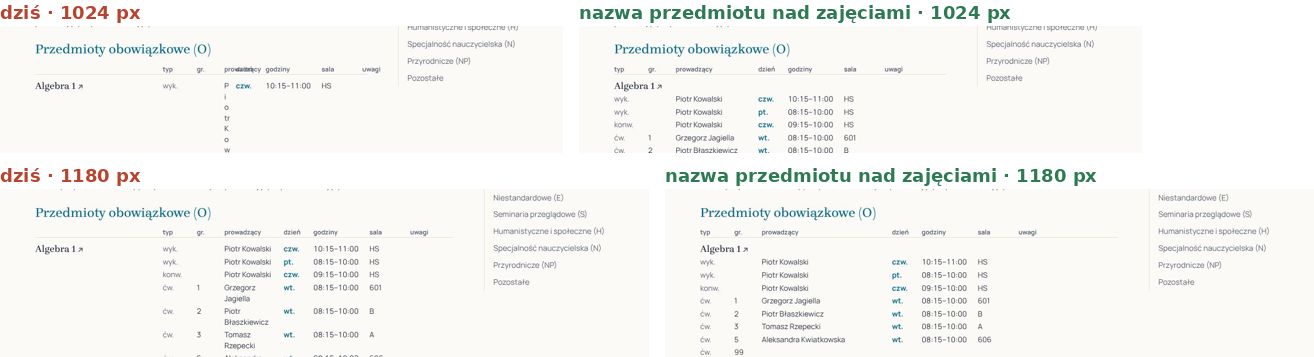 dziś · 1024 px
nazwa przedmiotu nad zajęciami · 1024 px
Humanistyczne i społeczne (H)
Przedmioty obowiązkowe (O)
Specjalność nauczycielska (N)
Przyrodnicze (NP)
typ gr. prowadzący dzień godziny sala uwagi
Pozostałe
Algebra 1 ↗ wyk. P czw. 10:15–11:00 HS
i
o
tr
K
o
w
Humanistyczne i społeczne (H)
Przedmioty obowiązkowe (O)
Specjalność nauczycielska (N)
Przyrodnicze (NP)
typ gr. prowadzący dzień godziny sala uwagi
Pozostałe
Algebra 1 ↗
wyk. Piotr Kowalski czw. 10:15–11:00 HS
wyk. Piotr Kowalski pt. 08:15–10:00 HS
konw. Piotr Kowalski czw. 09:15–10:00 HS
ćw. 1 Grzegorz Jagiella wt. 08:15–10:00 601
ćw. 2 Piotr Błaszkiewicz wt. 08:15–10:00 B
dziś · 1180 px
nazwa przedmiotu nad zajęciami · 1180 px
Niestandardowe (E)
Przedmioty obowiązkowe (O)
Seminaria przeglądowe (S)
Humanistyczne i społeczne (H)
typ gr. prowadzący dzień godziny sala uwagi
Specjalność nauczycielska (N)
Algebra 1 ↗ wyk. Piotr Kowalski czw. 10:15–11:00 HS
wyk. Piotr Kowalski pt. 08:15–10:00 HS
Przyrodnicze (NP)
konw. Piotr Kowalski czw. 09:15–10:00 HS
Pozostałe
ćw. 1 Grzegorz Jagiella wt. 08:15–10:00 601
ćw. 2 Piotr Błaszkiewicz wt. 08:15–10:00 B
ćw. 3 Tomasz Rzepecki wt. 08:15–10:00 A
Niestandardowe (E)
Przedmioty obowiązkowe (O)
Seminaria przeglądowe (S)
Humanistyczne i społeczne (H)
typ gr. prowadzący dzień godziny sala uwagi
Specjalność nauczycielska (N)
Algebra 1 ↗
wyk. Piotr Kowalski czw. 10:15–11:00 HS
Przyrodnicze (NP)
wyk. Piotr Kowalski pt. 08:15–10:00 HS
Pozostałe
konw. Piotr Kowalski czw. 09:15–10:00 HS
ćw. 1 Grzegorz Jagiella wt. 08:15–10:00 601
ćw. 2 Piotr Błaszkiewicz wt. 08:15–10:00 B
ćw. 3 Tomasz Rzepecki wt. 08:15–10:00 A
ćw. 5 Aleksandra Kwiatkowska wt. 08:15–10:00 606
ćw. 99